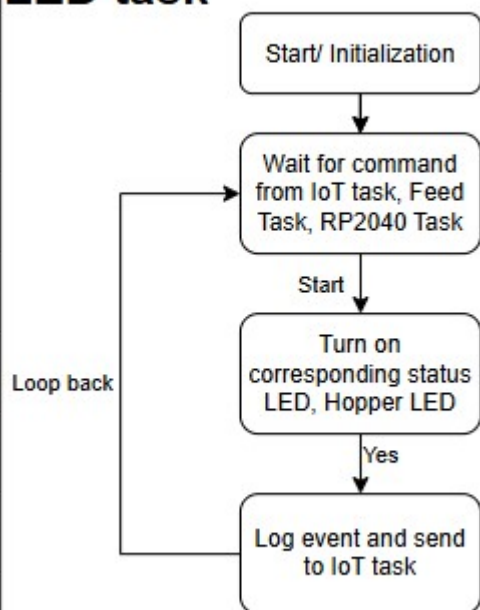 LED task
Start/ Initialization
Wait for command
from IoT task, Feed
Task, RP2040 Task
Start
Turn on
corresponding status
LED, Hopper LED
Loop back
Yes
Log event and send
to IoT task